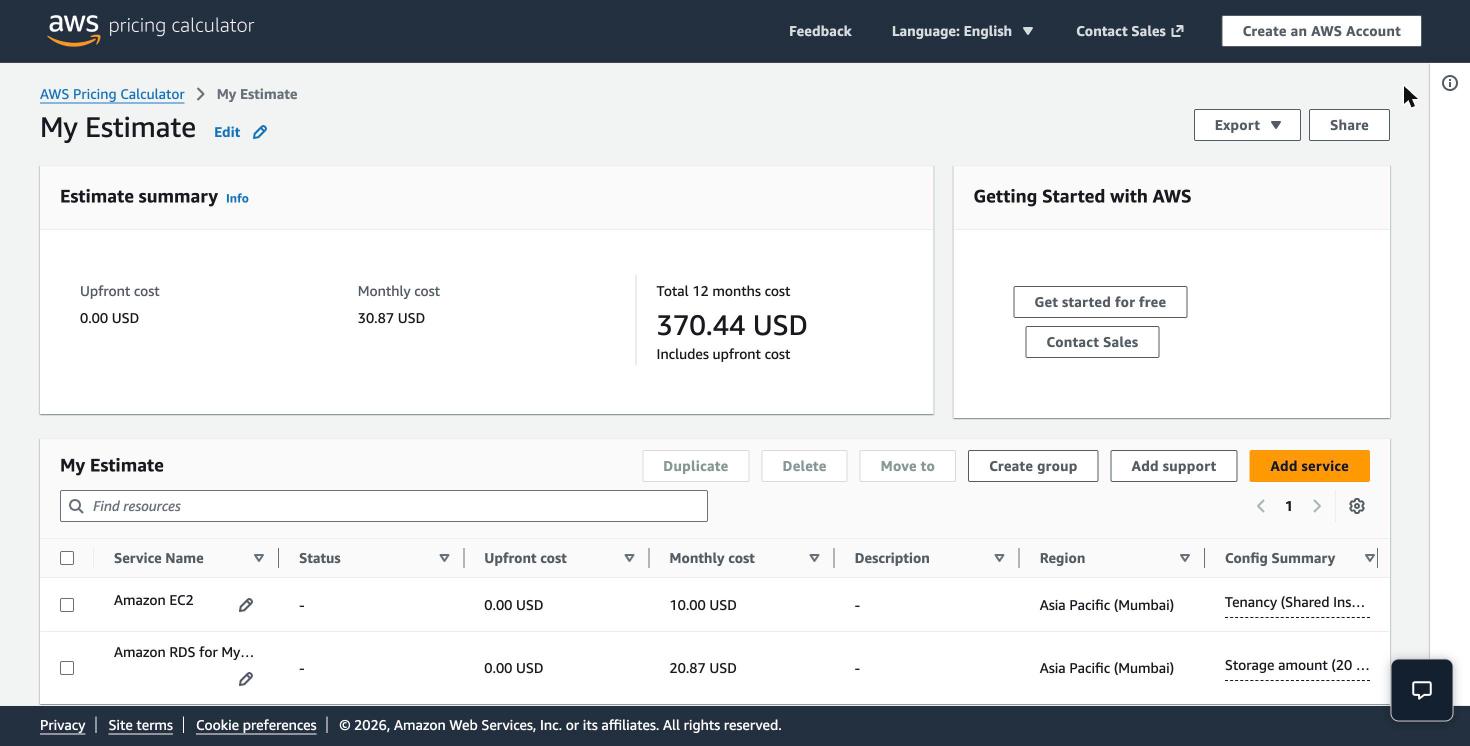 aws pricing calculator
Feedback
Language: English
Contact Sales
Create an AWS Account
AWS Pricing Calculator
My Estimate
My Estimate
Edit
Export
Share
Estimate summary
Info
Upfront cost
0.00 USD
Monthly cost
30.87 USD
Total 12 months cost
370.44 USD
Includes upfront cost
Getting Started with AWS
Get started for free
Contact Sales
My Estimate
Duplicate
Delete
Move to
Create group
Add support
Add service
Find resources
1
Service Name
Status
Upfront cost
Monthly cost
Description
Region
Config Summary
Amazon EC2
-
0.00 USD
10.00 USD
-
Asia Pacific (Mumbai)
Tenancy (Shared Ins...
Amazon RDS for My...
-
0.00 USD
20.87 USD
-
Asia Pacific (Mumbai)
Storage amount (20 ...
Privacy
Site terms
Cookie preferences
© 2026, Amazon Web Services, Inc. or its affiliates. All rights reserved.